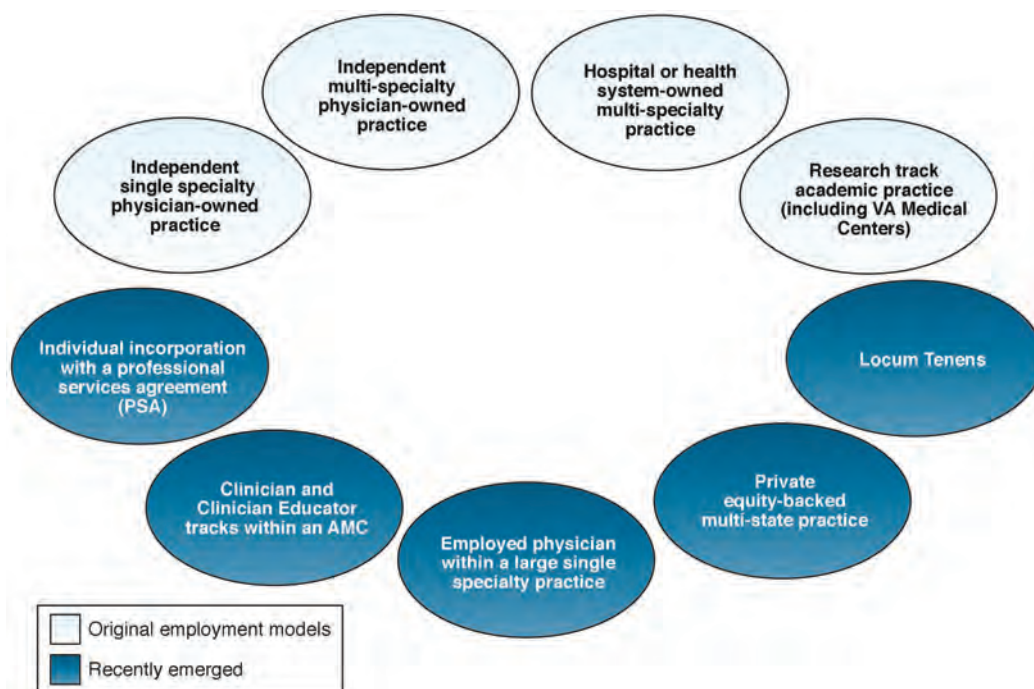 Independent
multi-specialty
physician-owned
practice
Hospital or health
system-owned
multi-specialty
practice
Independent
single specialty
physician-owned
practice
Research track
academic practice
(including VA Medical
Centers)
Individual incorporation
with a professional
services agreement
(PSA)
Locum Tenens
Clinician and
Clinician Educator
tracks within an AMC
Private
equity-backed
multi-state practice
Employed physician
within a large single
specialty practice
Original employment models
Recently emerged